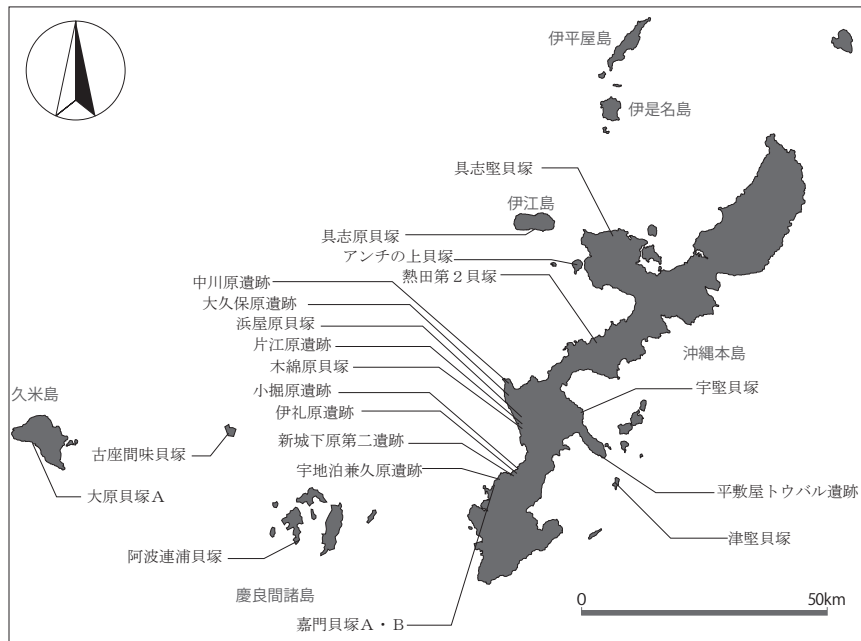 伊平屋島
伊是名島
具志堅貝塚
伊江島
具志原貝塚
アンチの上貝塚
熱田第２貝塚
中川原遺跡
大久保原遺跡
浜屋原貝塚
片江原遺跡
木綿原貝塚
沖縄本島
小掘原遺跡
宇堅貝塚
久米島
伊礼原遺跡
新城下原第二遺跡
古座間味貝塚
宇地泊兼久原遺跡
大原貝塚Ａ
平敷屋トウバル遺跡
津堅貝塚
阿波連浦貝塚
慶良間諸島
0 50km
嘉門貝塚Ａ・Ｂ